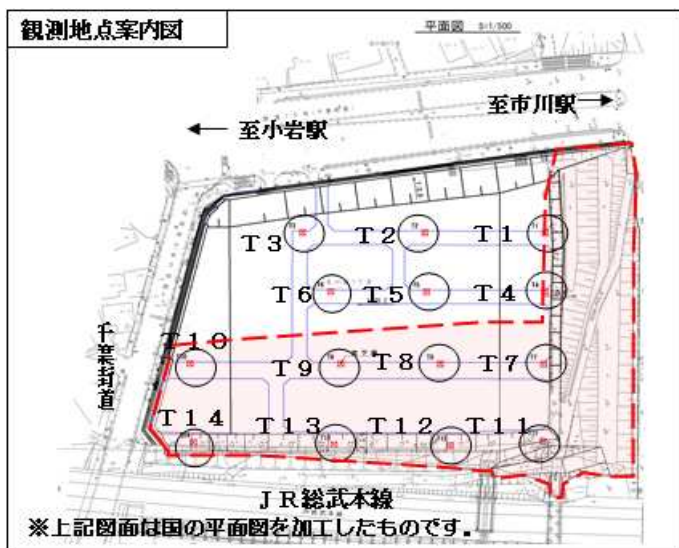 観測地点案内図
平面図 S=1/500
至市川駅
至小岩駅
T3 T2 T1
T6 T5 T4
千葉街道
T10 T9 T8 T7
T14 T13 T12 T11
JR総武本線
※上記図面は国の平面図を加工したものです。